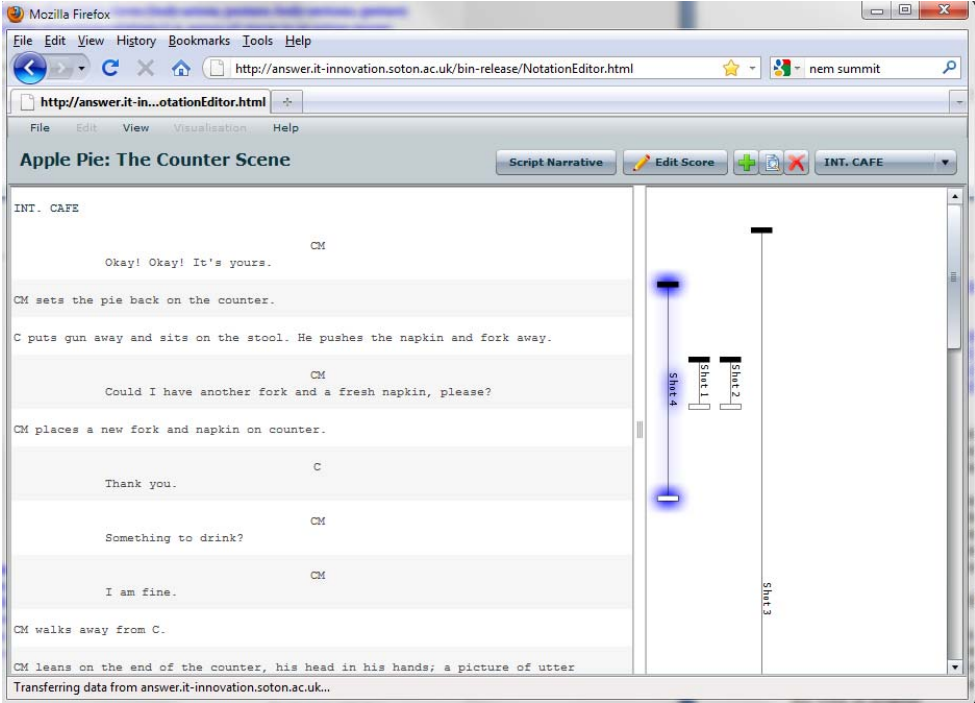 Mozilla Firefox
File Edit View History Bookmarks Tools Help
http://answer.it-innovation.soton.ac.uk/bin-release/NotationEditor.html
nem summit
http://answer.it-in...otationEditor.html
File Edit View Visualisation Help
Apple Pie: The Counter Scene
Script Narrative
Edit Score
INT. CAFE
INT. CAFE
CM
Okay! Okay! It's yours.
CM sets the pie back on the counter.
C puts gun away and sits on the stool. He pushes the napkin and fork away.
CM
Could I have another fork and a fresh napkin, please?
CM places a new fork and napkin on counter.
C
Thank you.
CM
Something to drink?
CM
I am fine.
CM walks away from C.
CM leans on the end of the counter, his head in his hands; a picture of utter
Shot 4
Shot 1
Shot 2
Shot 3
Transferring data from answer.it-innovation.soton.ac.uk...